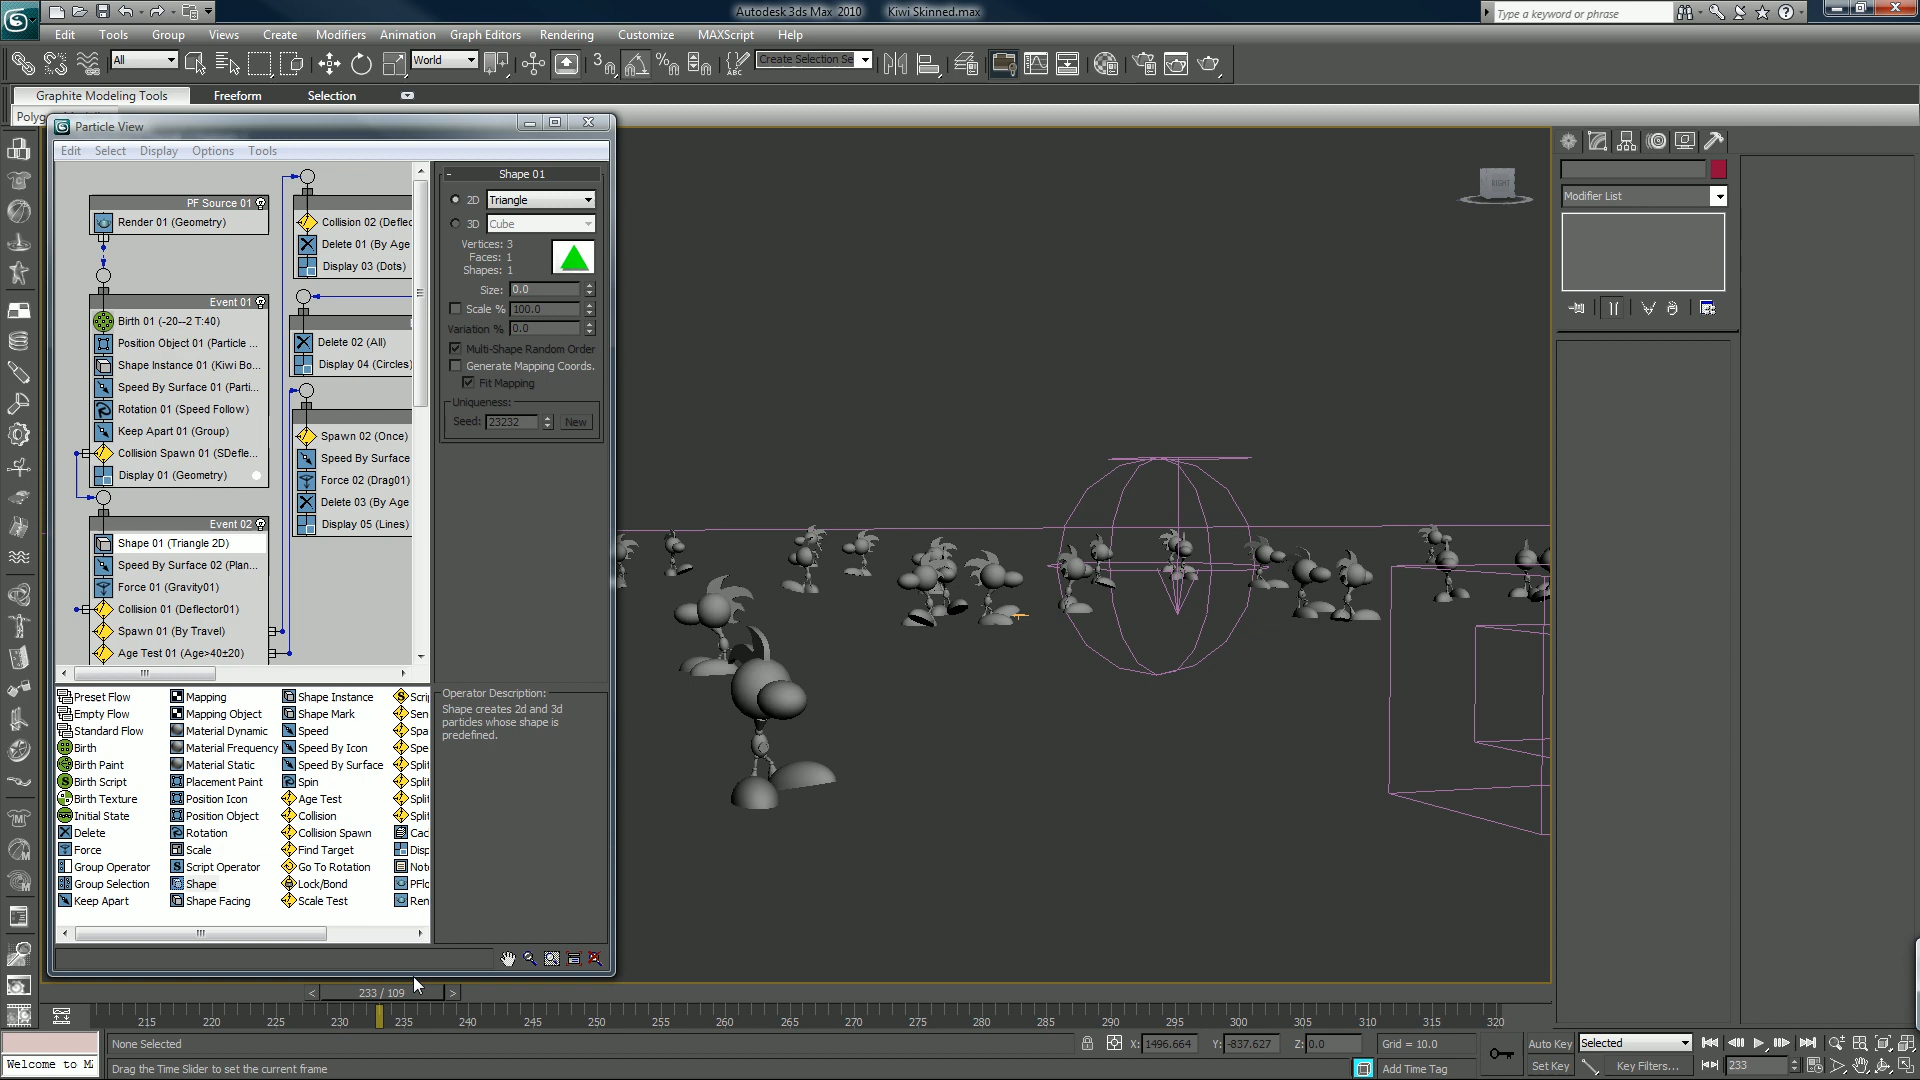 Autodesk 3ds Max 2010 Kiwi Skinned.max
Type a keyword or phrase
Edit Tools Group Views Create Modifiers Animation Graph Editors Rendering Customize MAXScript Help
All World Create Selection Se
Graphite Modeling Tools Freeform Selection
Polyg
Particle View
Edit Select Display Options Tools
PF Source 01
Render 01 (Geometry)
Event 01
Birth 01 (-20--2 T:40)
Position Object 01 (Particle ...
Shape Instance 01 (Kiwi Bo...
Speed By Surface 01 (Parti...
Rotation 01 (Speed Follow)
Keep Apart 01 (Group)
Collision Spawn 01 (SDefle...
Display 01 (Geometry)
Event 02
Shape 01 (Triangle 2D)
Speed By Surface 02 (Plan...
Force 01 (Gravity01)
Collision 01 (Deflector01)
Spawn 01 (By Travel)
Age Test 01 (Age>40±20)
Collision 02 (Deflec
Delete 01 (By Age
Display 03 (Dots)
Delete 02 (All)
Display 04 (Circles)
Spawn 02 (Once)
Speed By Surface
Force 02 (Drag01)
Delete 03 (By Age
Display 05 (Lines)
Shape 01
2D Triangle
3D Cube
Vertices: 3
Faces: 1
Shapes: 1
Size: 0.0
Scale % 100.0
Variation % 0.0
Multi-Shape Random Order
Generate Mapping Coords.
Fit Mapping
Uniqueness:
Seed: 23232 New
Preset Flow Mapping Shape Instance Scri
Empty Flow Mapping Object Shape Mark Sen
Standard Flow Material Dynamic Speed Spa
Birth Material Frequency Speed By Icon Spe
Birth Paint Material Static Speed By Surface Split
Birth Script Placement Paint Spin Split
Birth Texture Position Icon Age Test Split
Initial State Position Object Collision Split
Delete Rotation Collision Spawn Cac
Force Scale Find Target Disp
Group Operator Script Operator Go To Rotation Not
Group Selection Shape Lock/Bond PFlo
Keep Apart Shape Facing Scale Test Ren
Operator Description:
Shape creates 2d and 3d
particles whose shape is
predefined.
RIGHT
Modifier List
< 233 / 109 >
215 220 225 230 235 240 245 250 255 260 265 270 275 280 285 290 295 300 305 310 315 320
None Selected X: 1496.664 Y: -837.627 Z: 0.0 Grid = 10.0 Auto Key Selected
Welcome to M Drag the Time Slider to set the current frame Add Time Tag Set Key Key Filters... 233